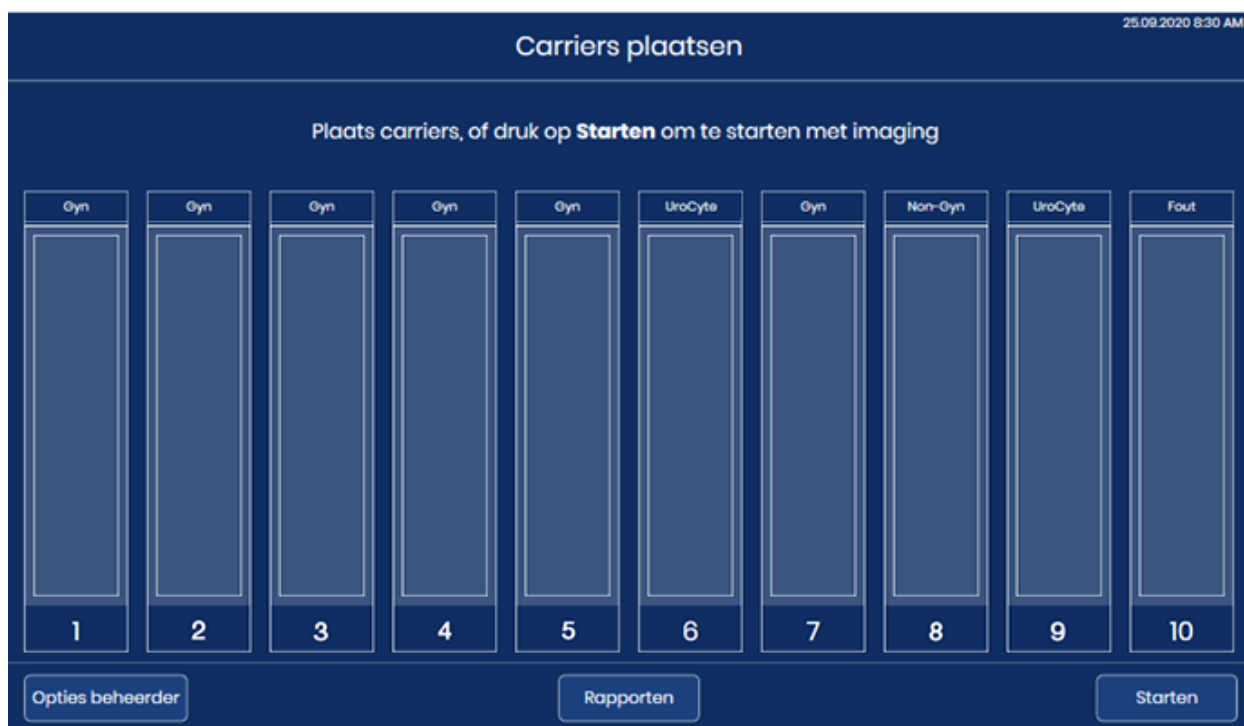 25.09.2020 8:30 AM
Carriers plaatsen
Plaats carriers, of druk op Starten om te starten met imaging
Gyn Gyn Gyn Gyn Gyn UroCyte Gyn Non-Gyn UroCyte Fout
1 2 3 4 5 6 7 8 9 10
Opties beheerder Rapporten Starten